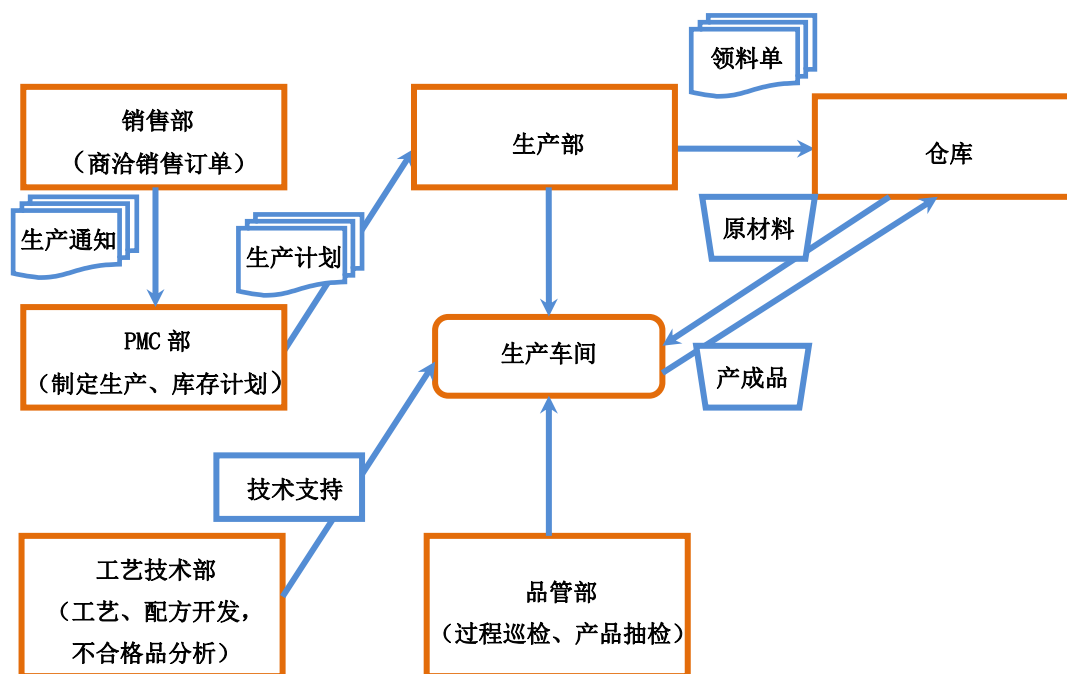 领料单
销售部
（商洽销售订单）
生产部
仓库
生产通知
生产计划
原材料
PMC 部
（制定生产、库存计划）
生产车间
产成品
技术支持
工艺技术部
（工艺、配方开发，
不合格品分析）
品管部
（过程巡检、产品抽检）